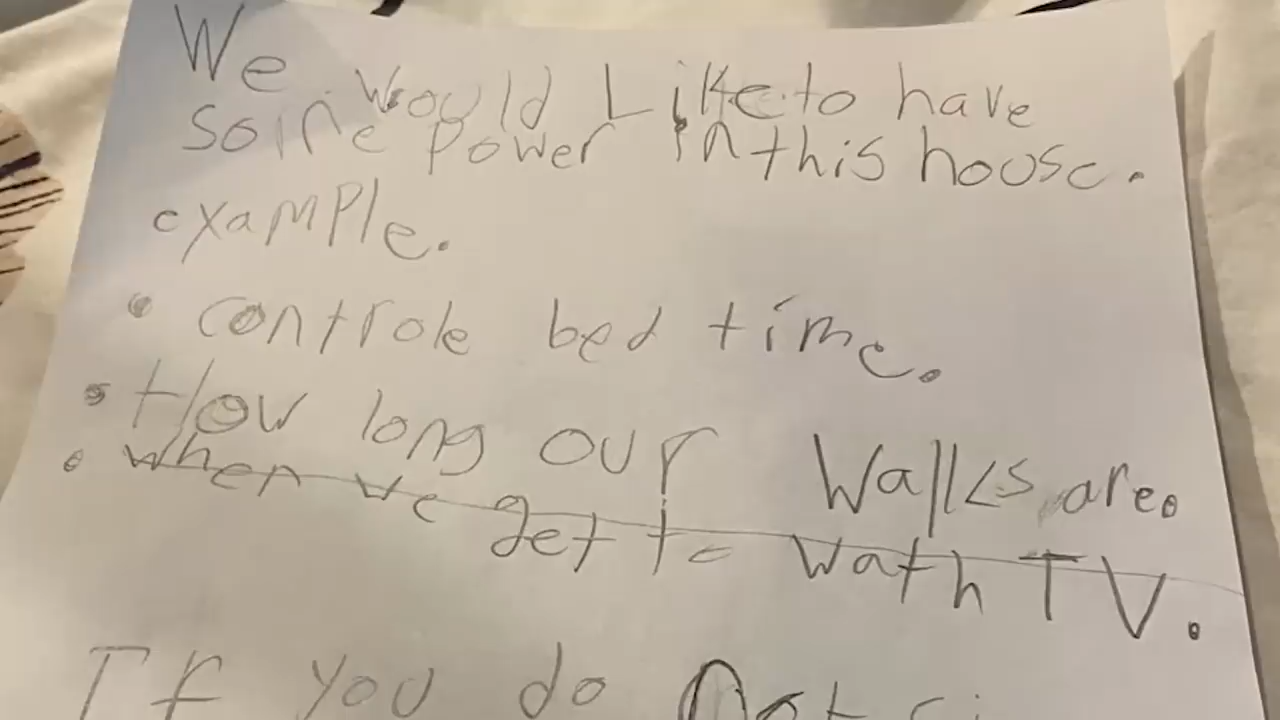 We would Like to have
some power in this house.
example.
• controle bed time.
• How long our Walks are.
• when we get to wath TV.
If you do not